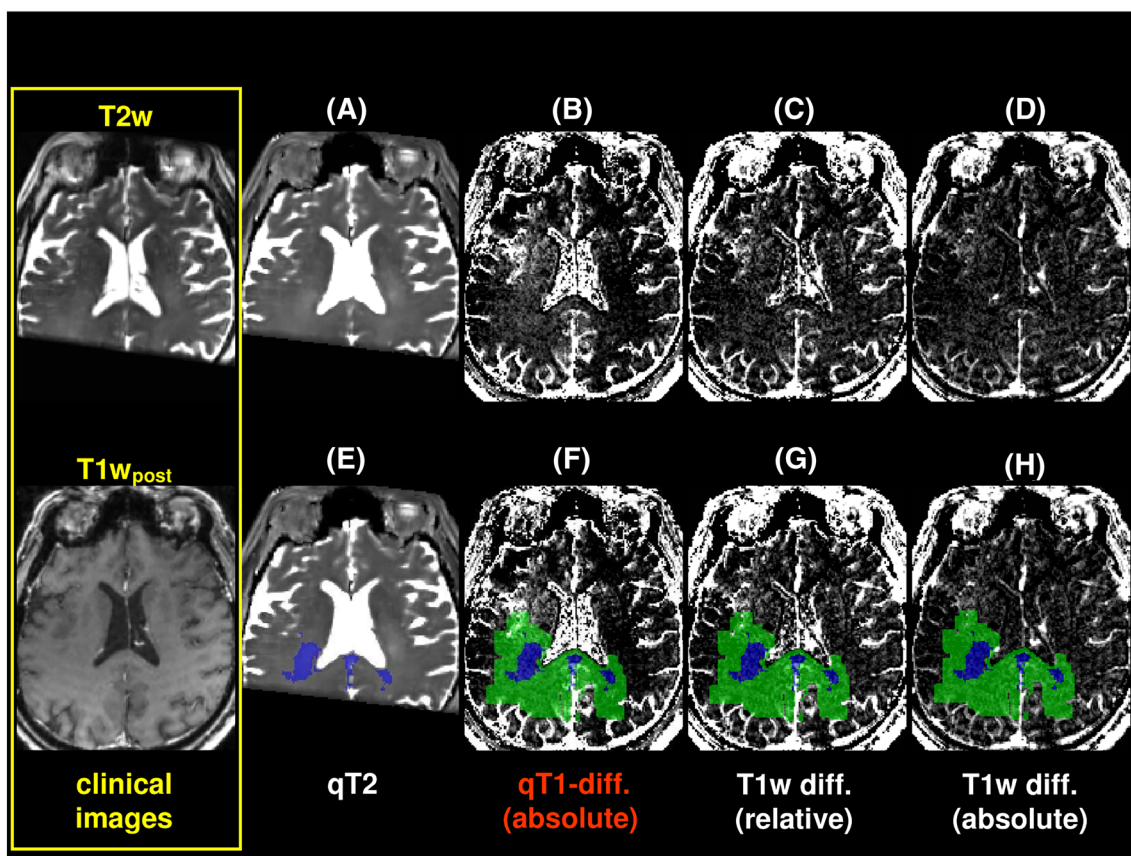 T2w
(A)
(B)
(C)
(D)
T1wpost
(E)
(F)
(G)
(H)
clinical
images
qT2
qT1-diff.
(absolute)
T1w diff.
(relative)
T1w diff.
(absolute)